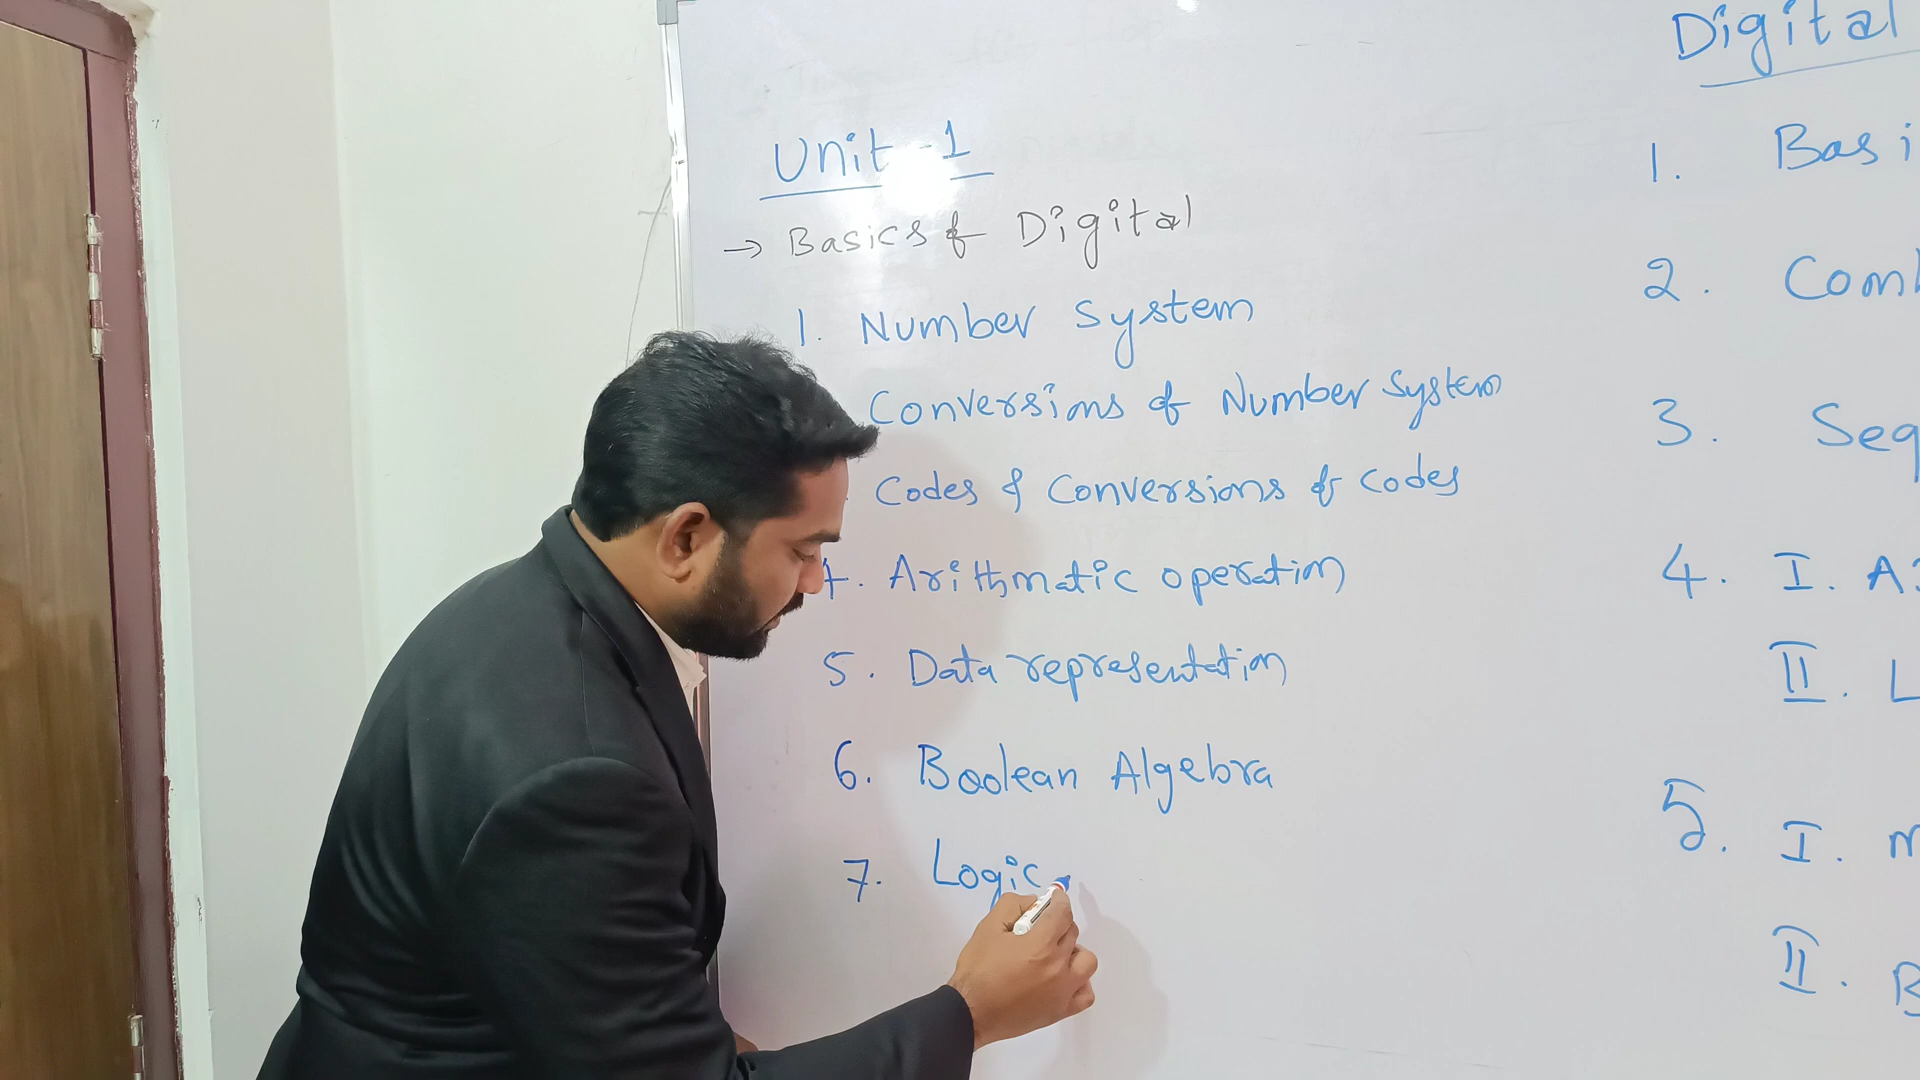 Unit-1
→ Basics of Digital
1. Number System
Conversions of Number System
Codes & Conversions of Codes
4. Arithmatic operation
5. Data representation
6. Boolean Algebra
7. Logic
Digital
1. Basi
2. Com
3. Seq
4. I. A
II. L
5. I. m
II. B